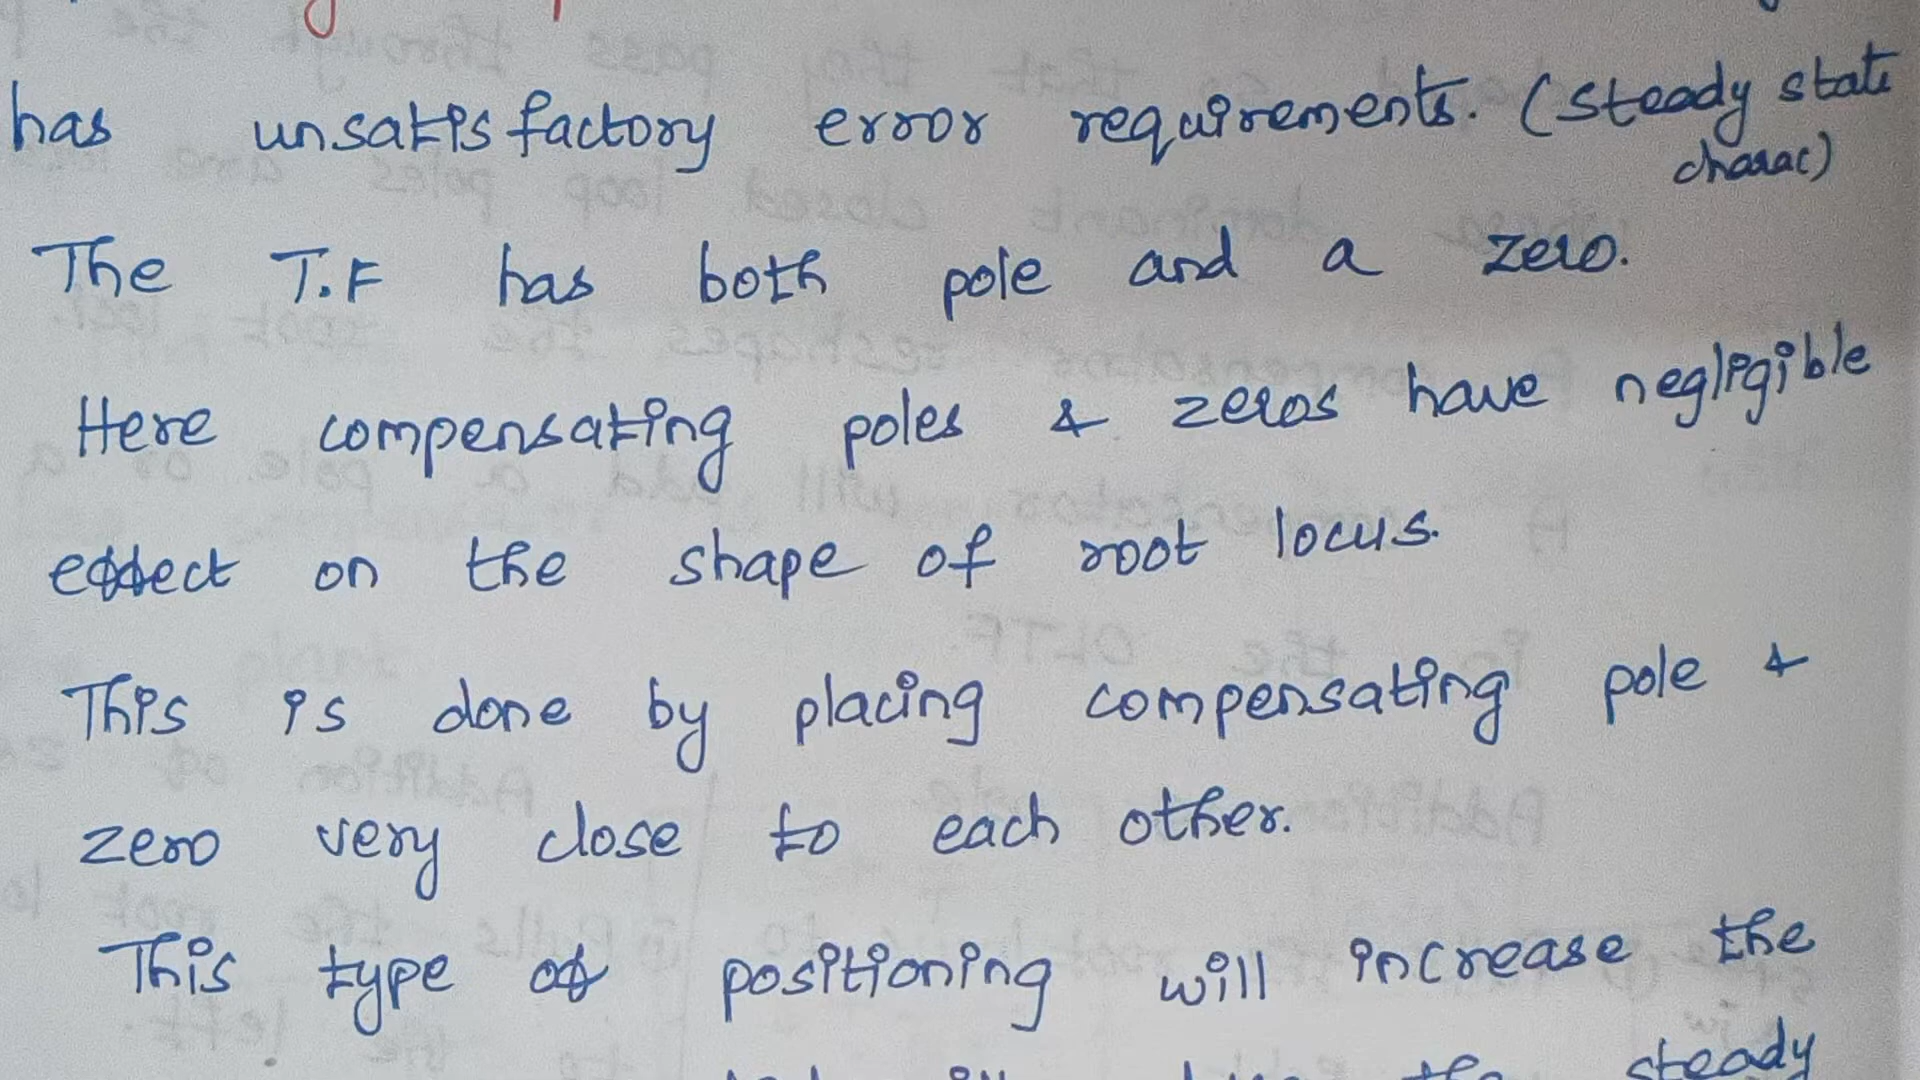 has unsatisfactory error requirements. (steady state
charac)
The T.F has both pole and a zero.
Here compensating poles & zeros have negligible
effect on the shape of root locus.
This is done by placing compensating pole &
zero very close to each other.
This type of positioning will increase the
steady